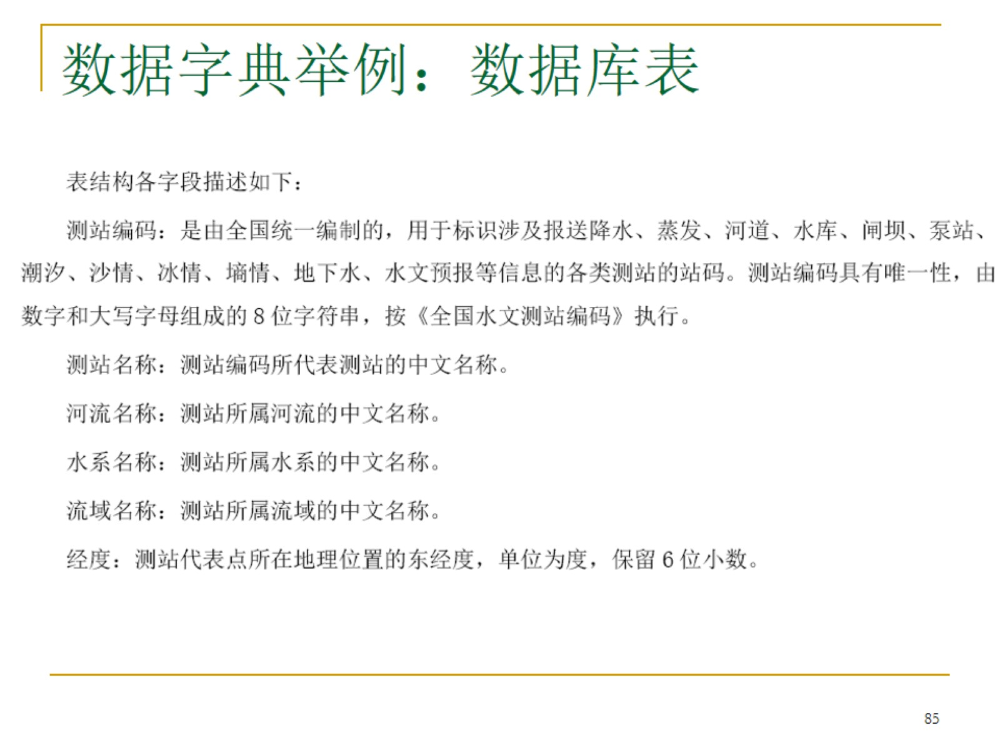 数据字典举例：数据库表
表结构各字段描述如下：
测站编码：是由全国统一编制的，用于标识涉及报送降水、蒸发、河道、水库、闸坝、泵站、
潮汐、沙情、冰情、墒情、地下水、水文预报等信息的各类测站的站码。测站编码具有唯一性，由
数字和大写字母组成的 8 位字符串，按《全国水文测站编码》执行。
测站名称：测站编码所代表测站的中文名称。
河流名称：测站所属河流的中文名称。
水系名称：测站所属水系的中文名称。
流域名称：测站所属流域的中文名称。
经度：测站代表点所在地理位置的东经度，单位为度，保留 6 位小数。
85